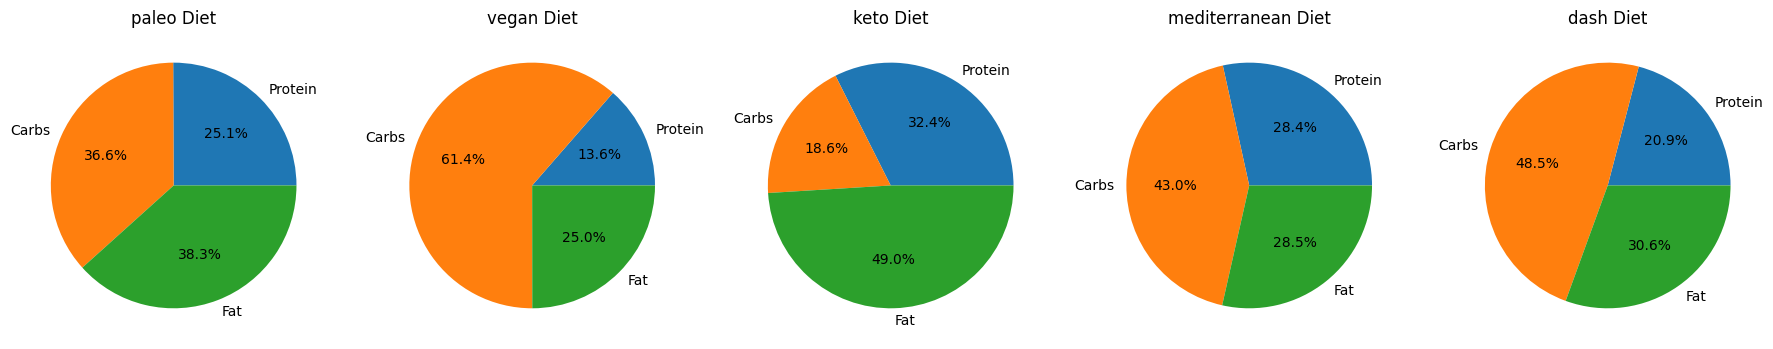 paleo Diet
Protein
Carbs
25.1%
36.6%
38.3%
Fat
vegan Diet
Protein
Carbs
13.6%
61.4%
25.0%
Fat
keto Diet
Protein
Carbs
32.4%
18.6%
49.0%
Fat
mediterranean Diet
Protein
28.4%
Carbs
43.0%
28.5%
Fat
dash Diet
Protein
Carbs
20.9%
48.5%
30.6%
Fat